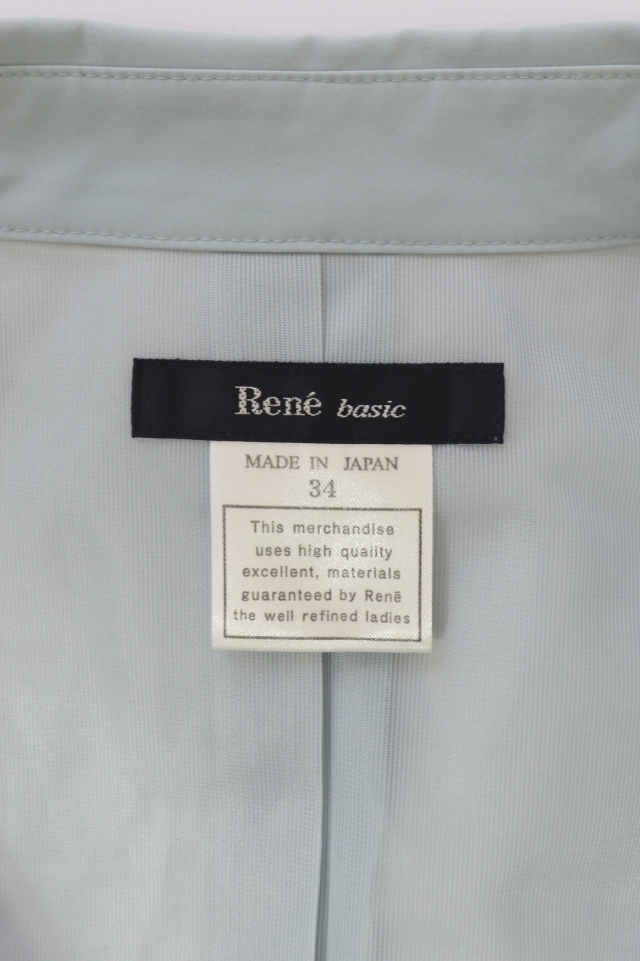 René basic
MADE IN JAPAN
34
This merchandise
uses high quality
excellent, materials
guaranteed by Renē
the well refined ladies